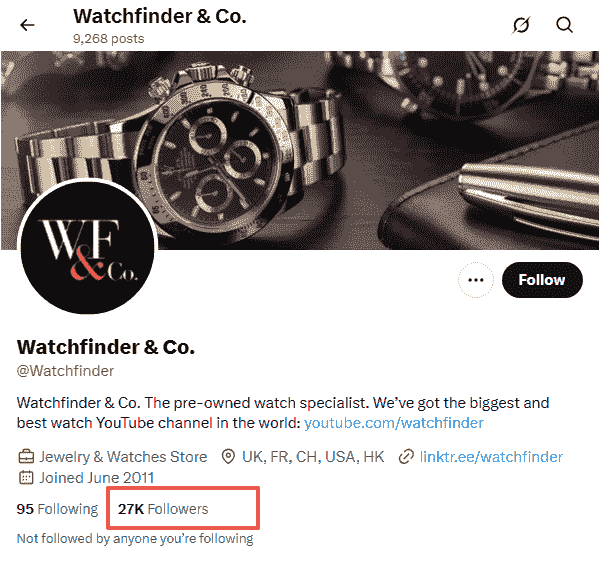 Watchfinder & Co.
9,268 posts
W&F
& Co.
Follow
Watchfinder & Co.
@Watchfinder
Watchfinder & Co. The pre-owned watch specialist. We’ve got the biggest and
best watch YouTube channel in the world: youtube.com/watchfinder
Jewelry & Watches Store UK, FR, CH, USA, HK linktr.ee/watchfinder
Joined June 2011
95 Following 27K Followers
Not followed by anyone you’re following